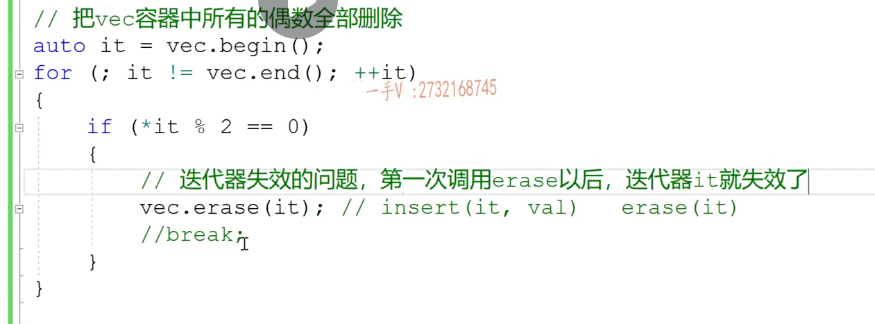 // 把vec容器中所有的偶数全部删除
auto it = vec.begin();
for (; it != vec.end(); ++it)
一手V :2732168745
{
if (*it % 2 == 0)
{
// 迭代器失效的问题，第一次调用erase以后，迭代器it就失效了
vec.erase(it); // insert(it, val)   erase(it)
//break;
}
}